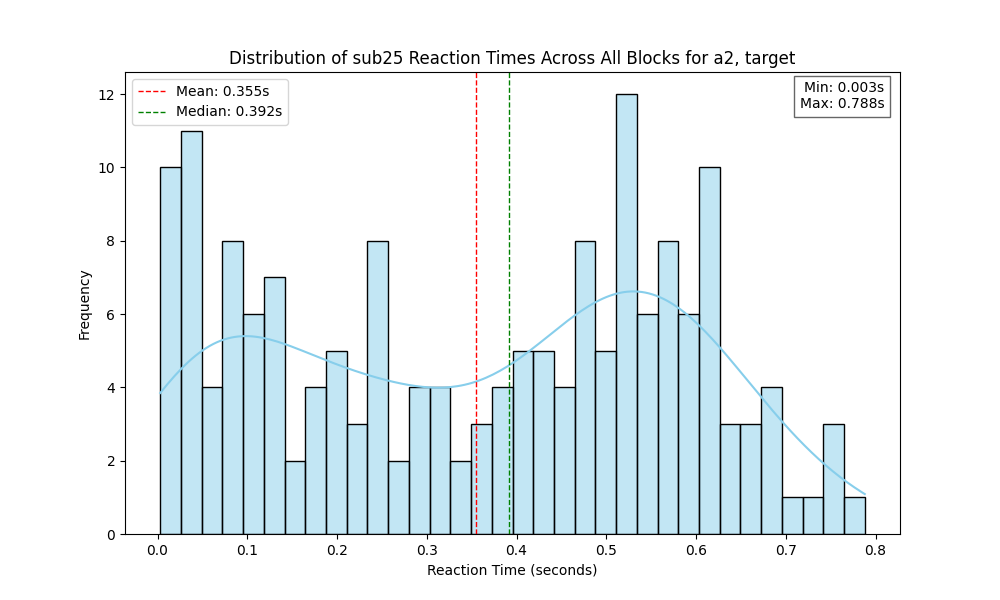 Distribution of sub25 Reaction Times Across All Blocks for a2, target
Mean: 0.355s
Median: 0.392s
Min: 0.003s
Max: 0.788s
12
10
8
6
4
2
0
Frequency
0.0 0.1 0.2 0.3 0.4 0.5 0.6 0.7 0.8
Reaction Time (seconds)